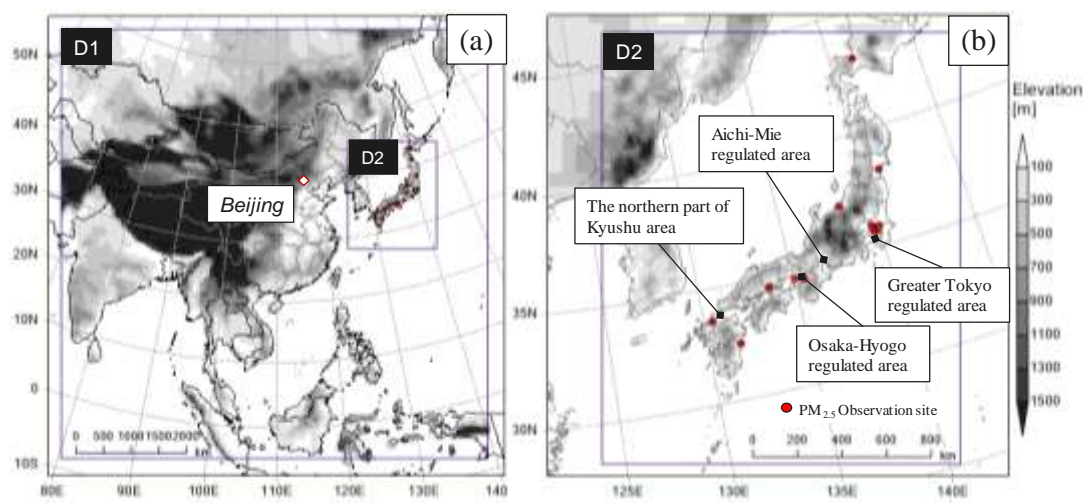 D1
(a)
50N
40N
30N
20N
10N
0
10S
80E
90E
100E
110E
120E
130E
140
D2
Beijing
0 500 1000 1500 2000
km
D2
(b)
45N
40N
35N
30N
125E
130E
135E
140E
Aichi-Mie
regulated area
The northern part of
Kyushu area
Greater Tokyo
regulated area
Osaka-Hyogo
regulated area
PM2.5 Observation site
0 200 400 600 800
km
Elevation
[m]
100
300
500
700
900
1100
1300
1500